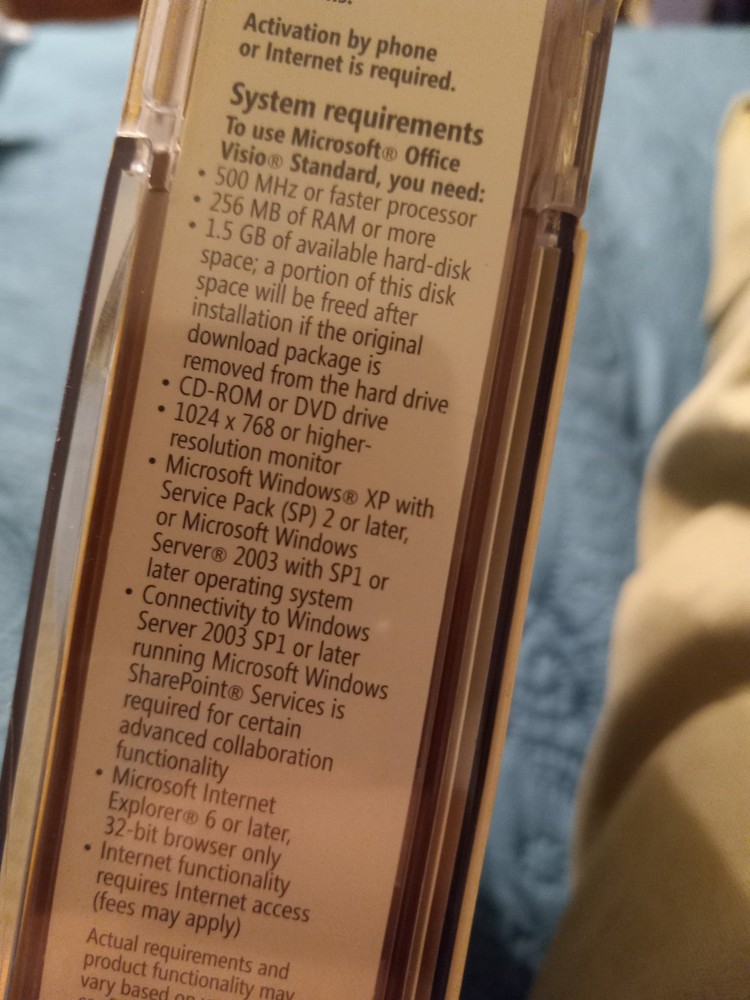 Activation by phone
or Internet is required.
System requirements
To use Microsoft® Office
Visio® Standard, you need:
• 500 MHz or faster processor
• 256 MB of RAM or more
• 1.5 GB of available hard-disk
space; a portion of this disk
space will be freed after
installation if the original
download package is
removed from the hard drive
• CD-ROM or DVD drive
• 1024 x 768 or higher-
resolution monitor
• Microsoft Windows® XP with
Service Pack (SP) 2 or later,
or Microsoft Windows
Server® 2003 with SP1 or
later operating system
• Connectivity to Windows
Server 2003 SP1 or later
running Microsoft Windows
SharePoint® Services is
required for certain
advanced collaboration
functionality
• Microsoft Internet
Explorer® 6 or later,
32-bit browser only
• Internet functionality
requires Internet access
(fees may apply)
Actual requirements and
product functionality may
vary based on